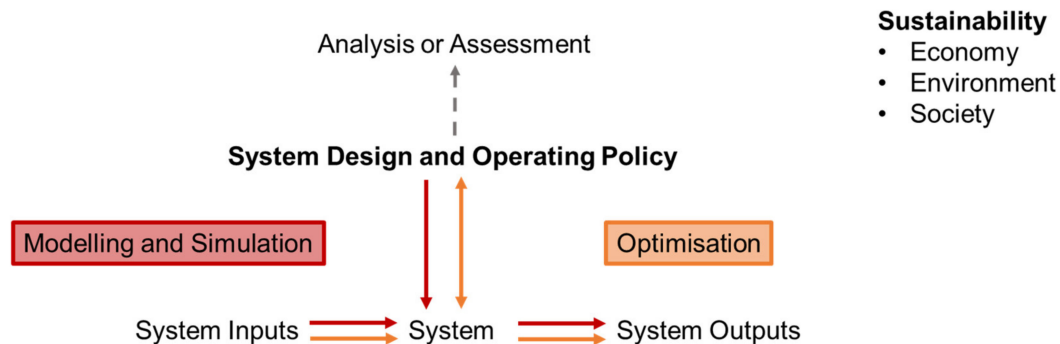 Analysis or Assessment
Sustainability
• Economy
• Environment
• Society
System Design and Operating Policy
Modelling and Simulation
Optimisation
System Inputs
System
System Outputs